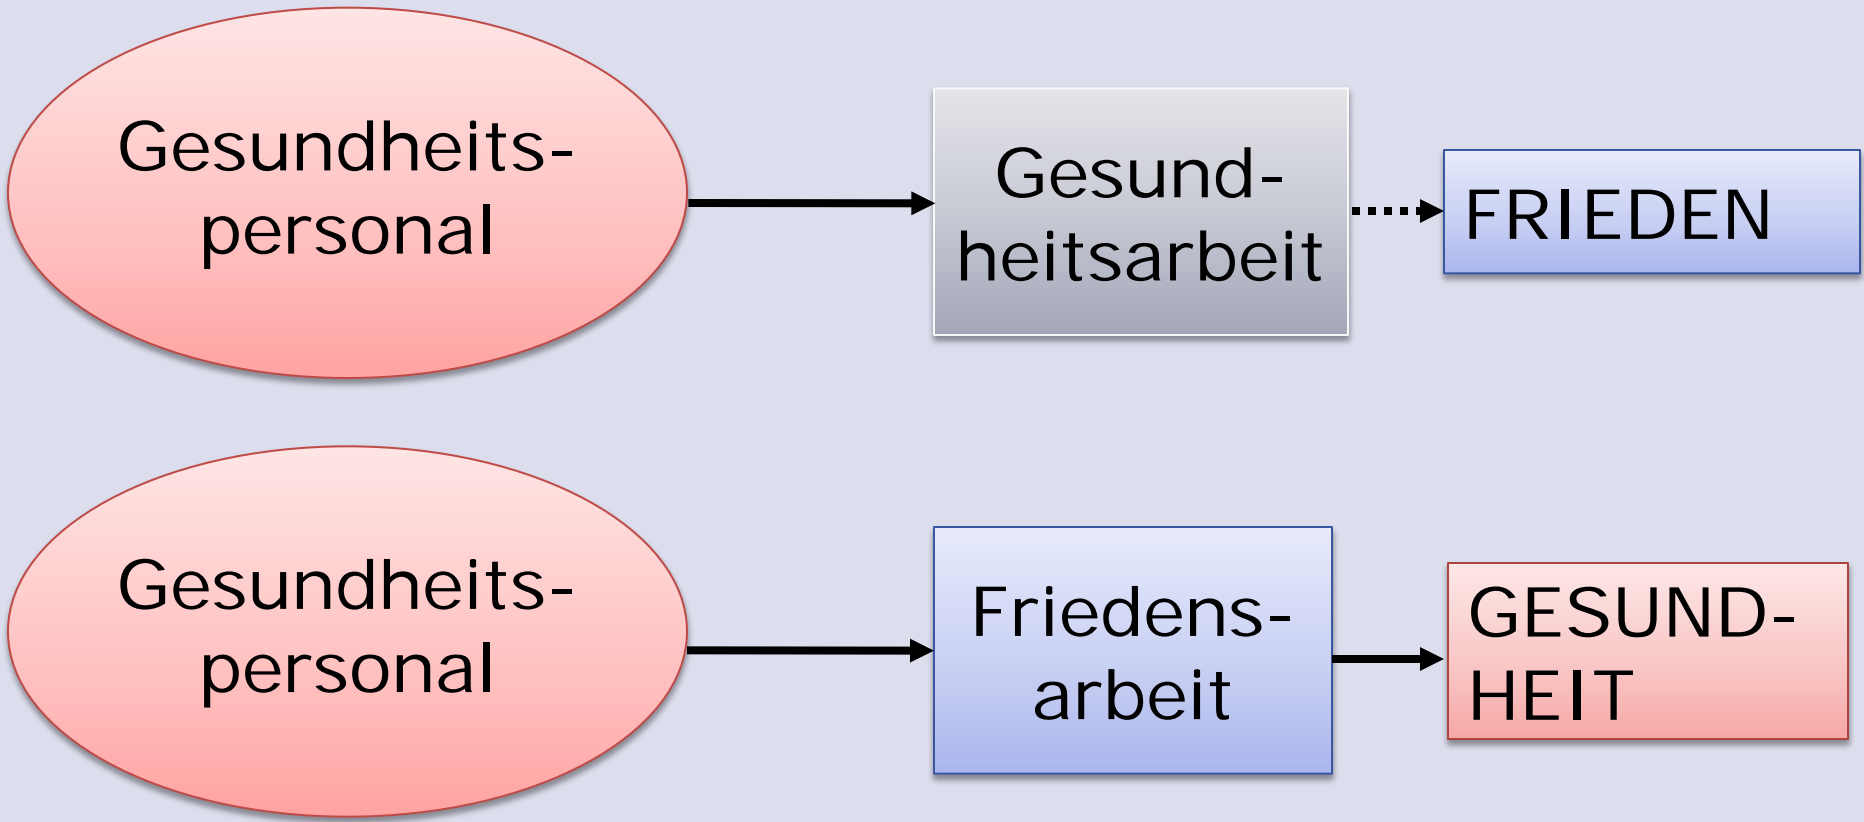 Gesundheits-
personal
Gesund-
heitsarbeit
FRIEDEN
Gesundheits-
personal
Friedens-
arbeit
GESUND-
HEIT